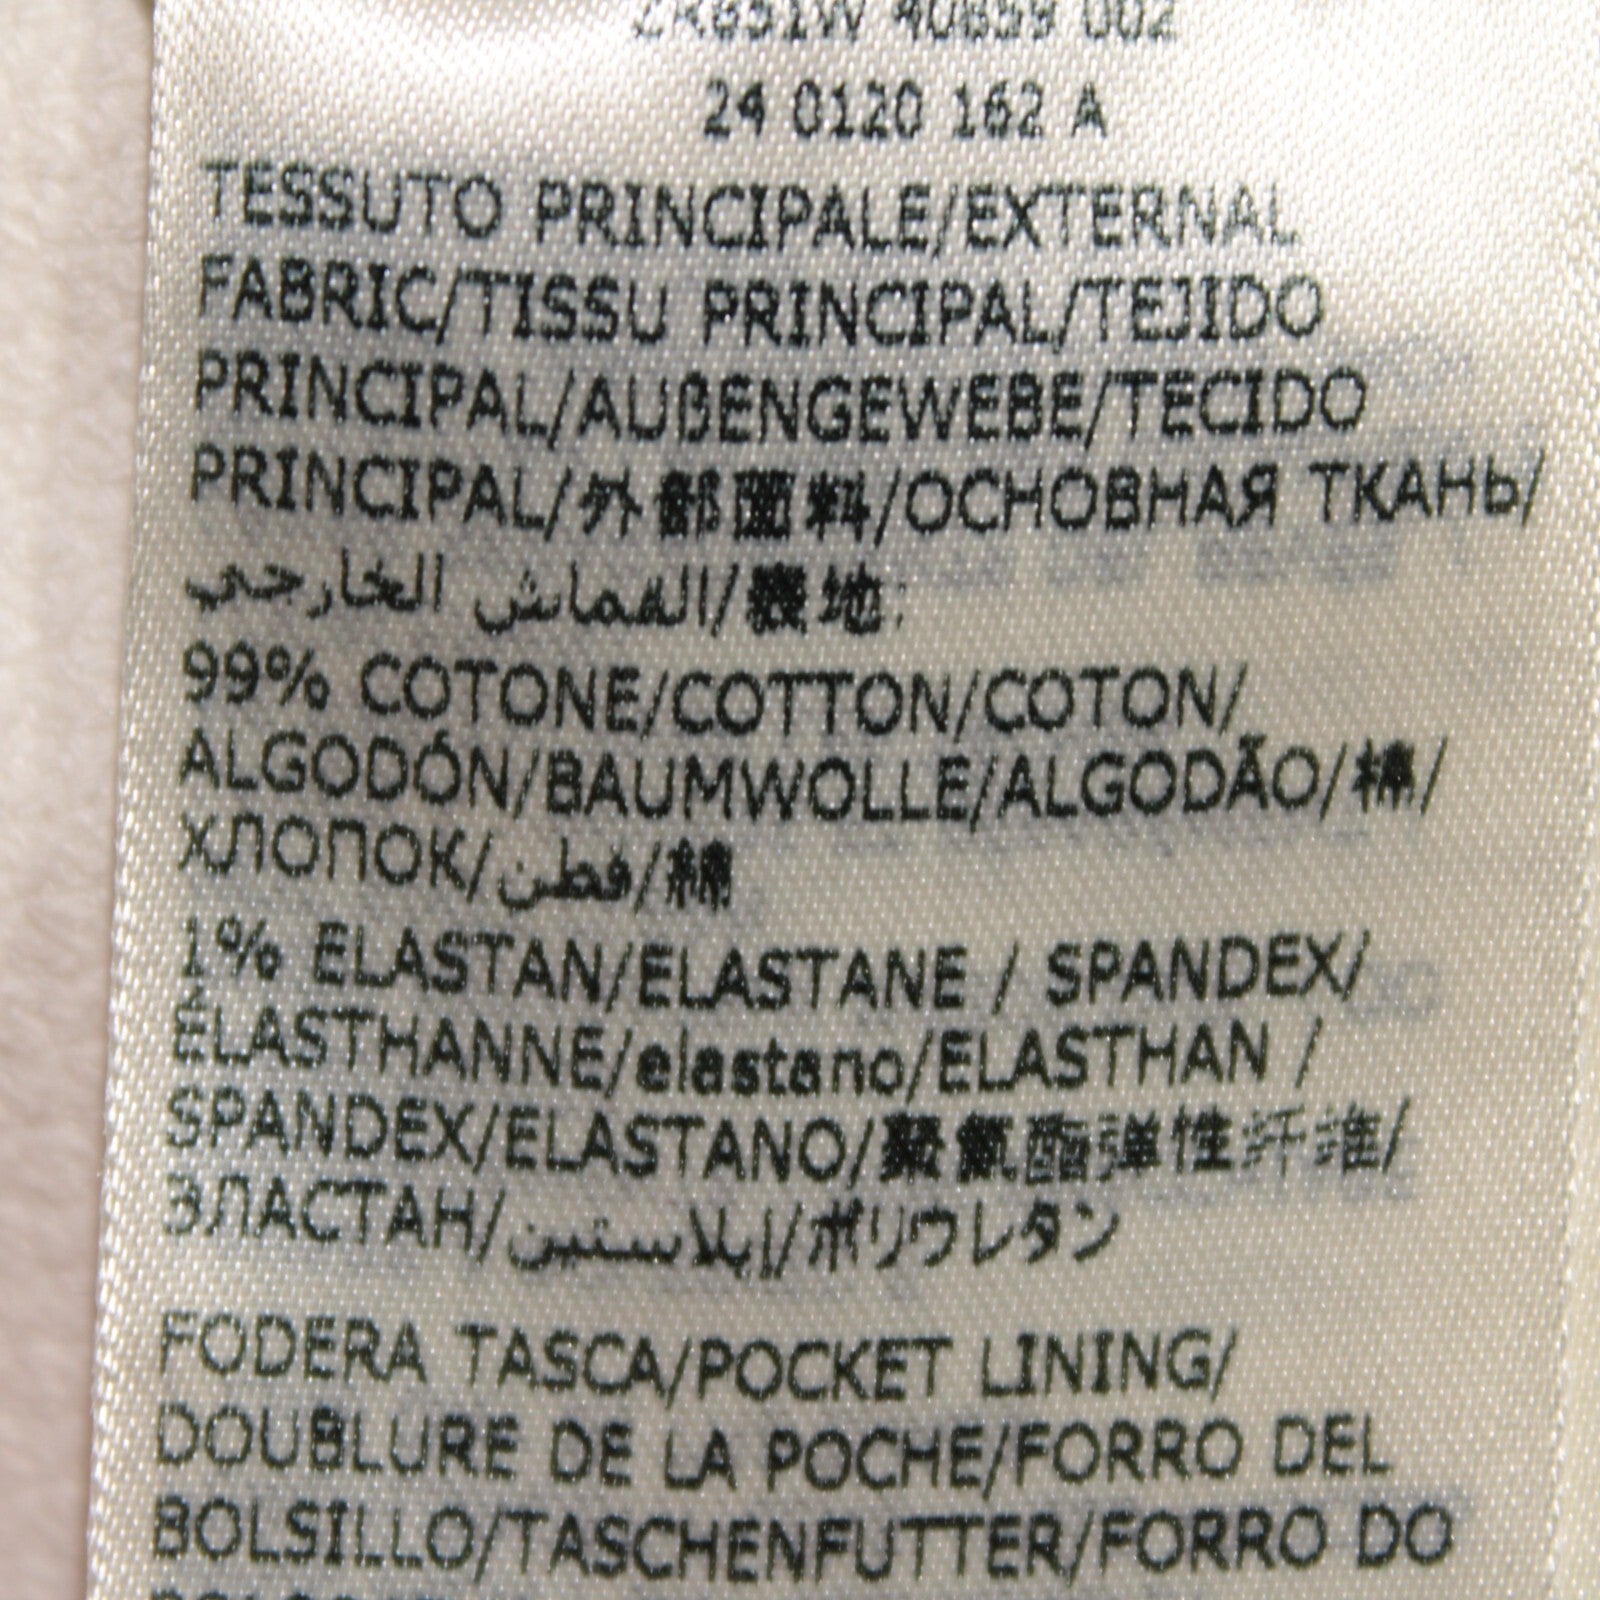 24 0120 162 A
TESSUTO PRINCIPALE/EXTERNAL
FABRIC/TISSU PRINCIPAL/TEJIDO
PRINCIPAL/AUßENGEWEBE/TECIDO
PRINCIPAL/外部面料/ОСНОВНАЯ ТКАНЬ/
القماش الخارجي/表地:
99% COTONE/COTTON/COTON/
ALGODÓN/BAUMWOLLE/ALGODÃO/棉/
ХЛОПОК/قطن/綿
1% ELASTAN/ELASTANE / SPANDEX/
ÉLASTHANNE/elastano/ELASTHAN /
SPANDEX/ELASTANO/聚氨酯弹性纤维/
ЭЛАСТАН/إيلاستين/ポリウレタン
FODERA TASCA/POCKET LINING/
DOUBLURE DE LA POCHE/FORRO DEL
BOLSILLO/TASCHENFUTTER/FORRO DO